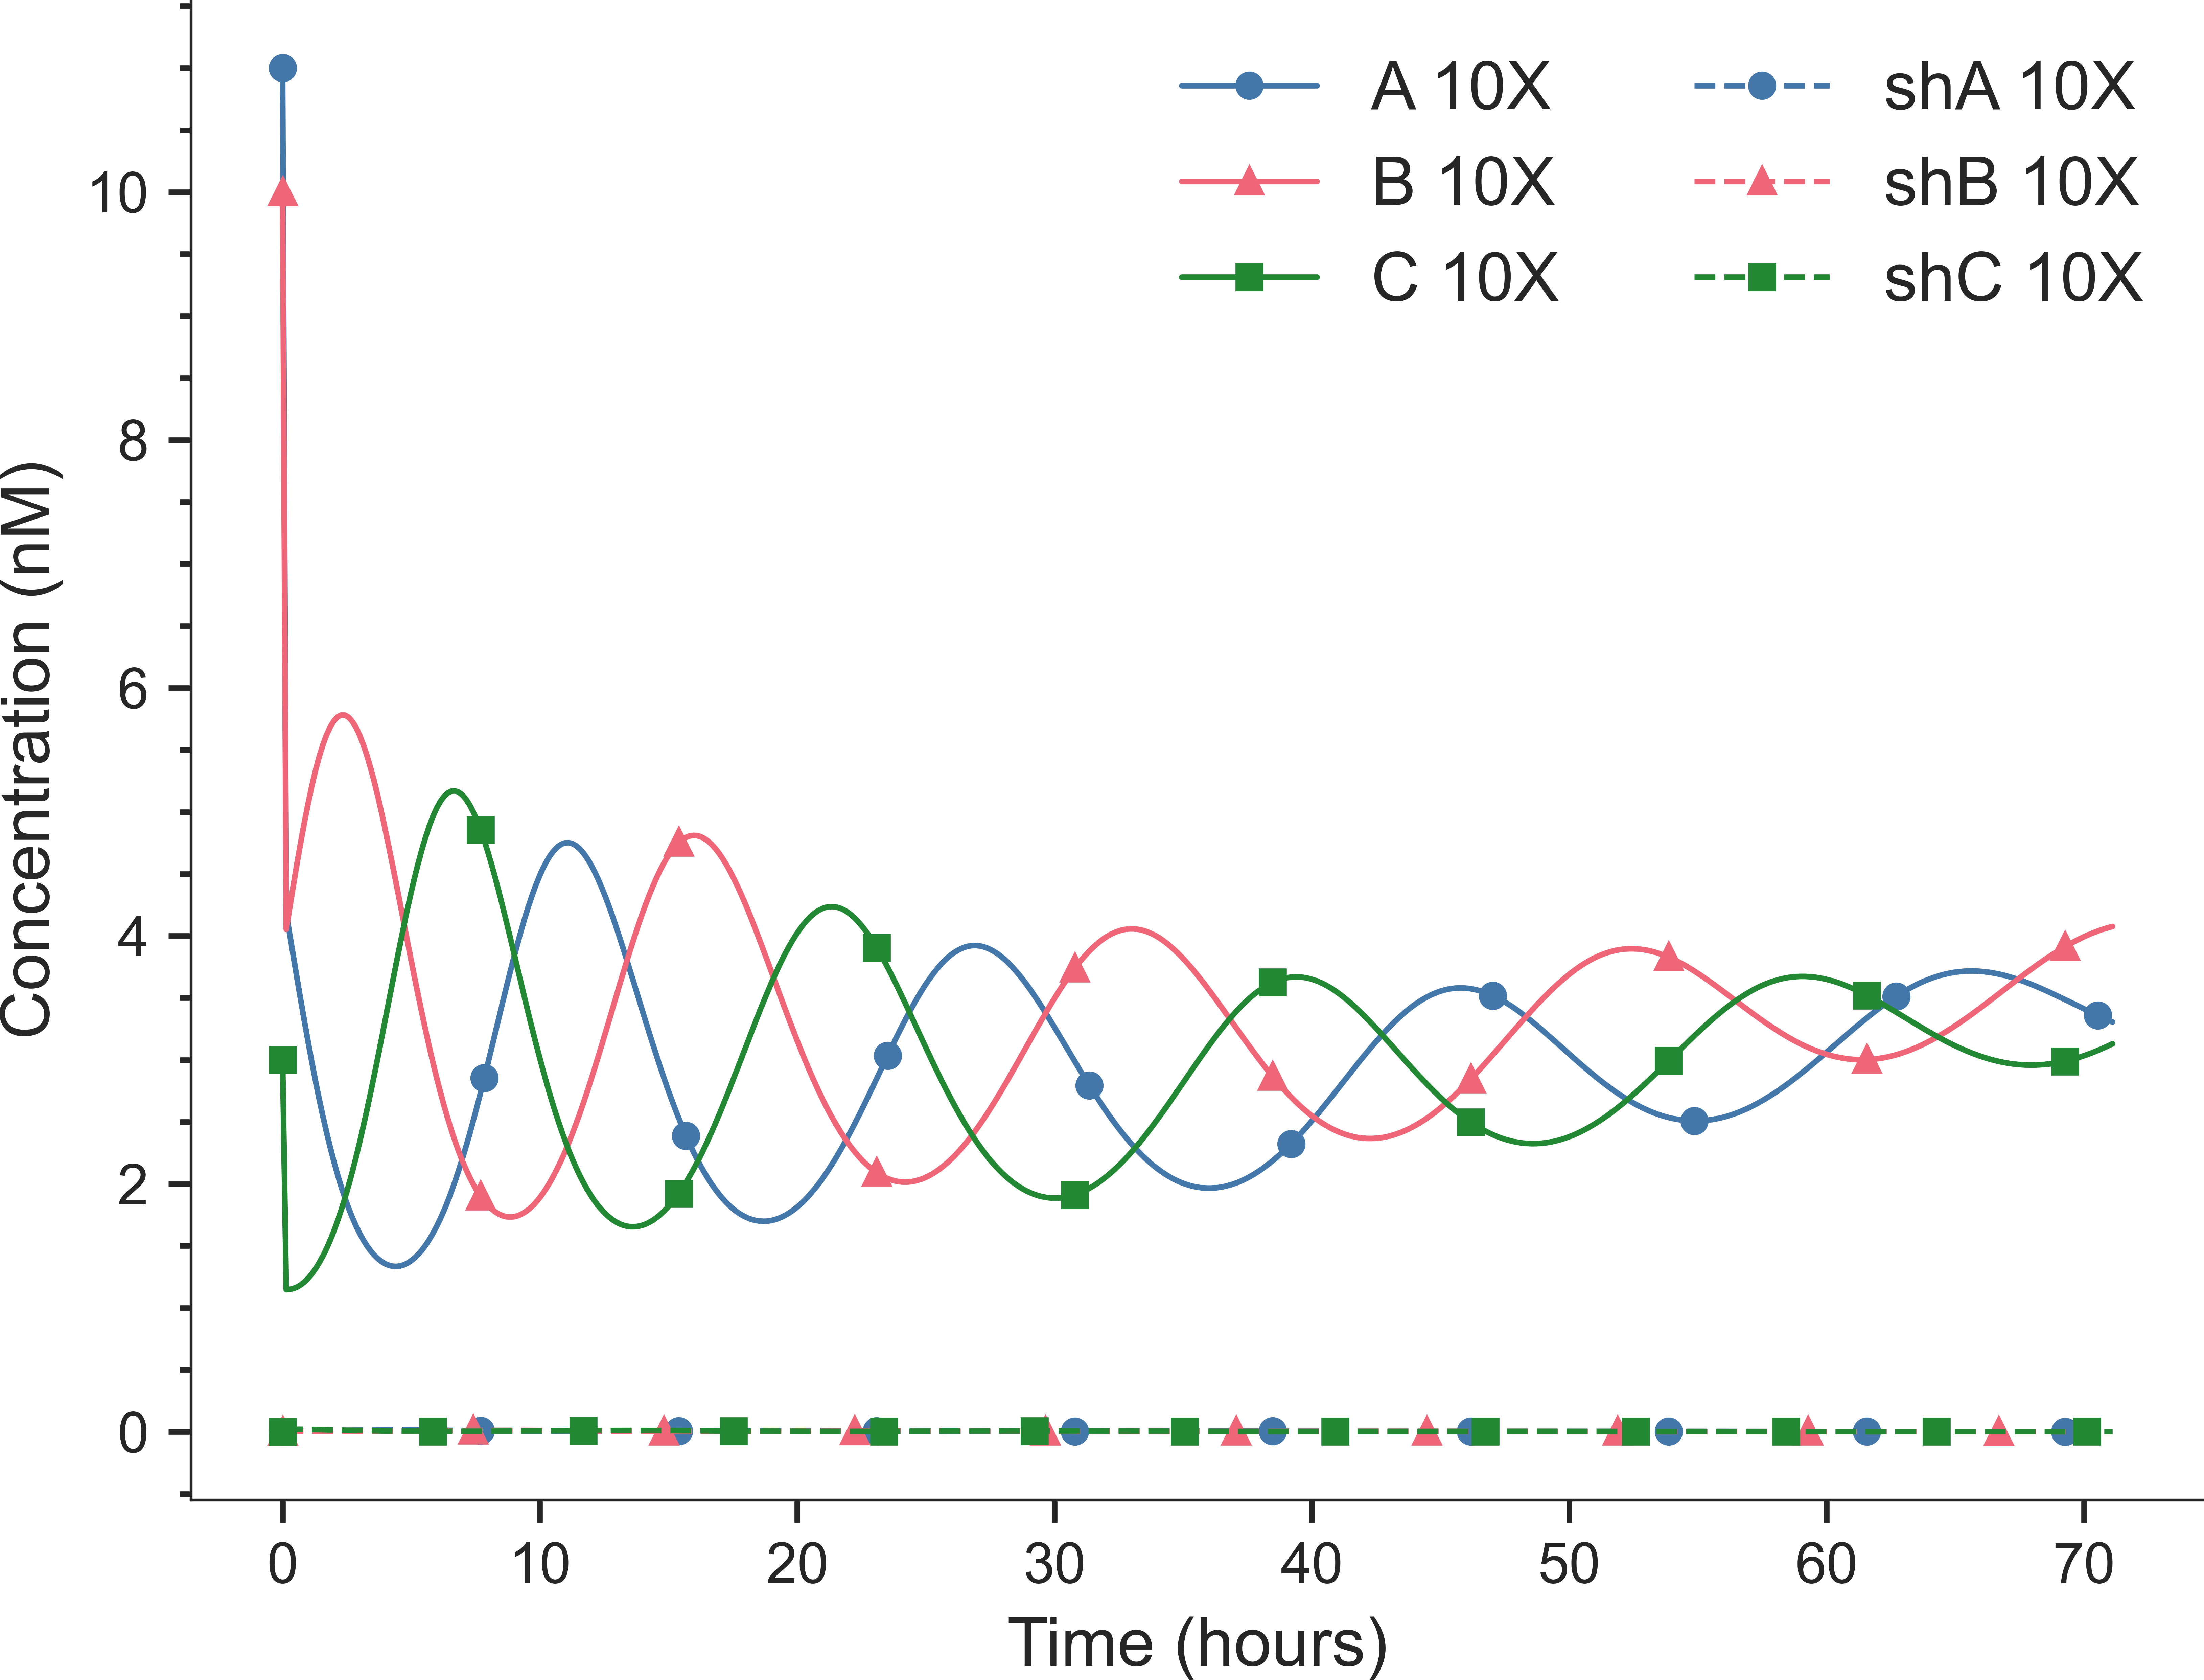 A 10X
B 10X
C 10X
shA 10X
shB 10X
shC 10X
Concentration (nM)
10
8
6
4
2
0
0 10 20 30 40 50 60 70
Time (hours)